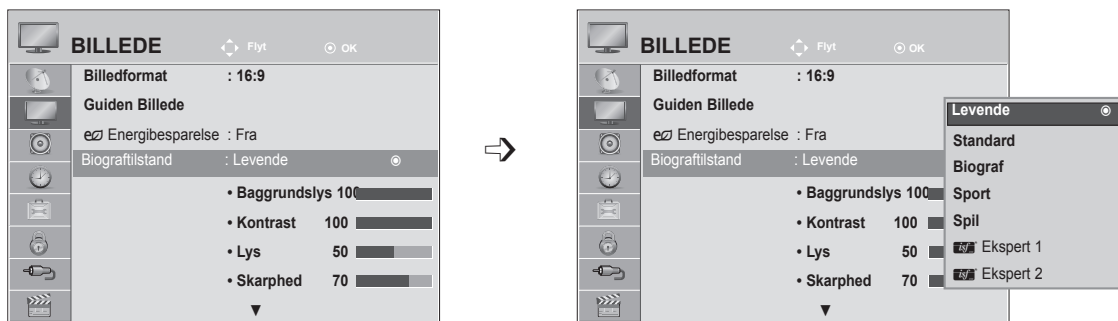 BILLEDE Flyt OK
Billedformat : 16:9
Guiden Billede
Energibesparelse : Fra
Biograftilstand : Levende
• Baggrundslys 100
• Kontrast 100
• Lys 50
• Skarphed 70
▼
BILLEDE Flyt OK
Billedformat : 16:9
Guiden Billede
Energibesparelse : Fra
Biograftilstand : Levende
• Baggrundslys 100
• Kontrast 100
• Lys 50
• Skarphed 70
▼
Levende
Standard
Biograf
Sport
Spil
isf Ekspert 1
isf Ekspert 2